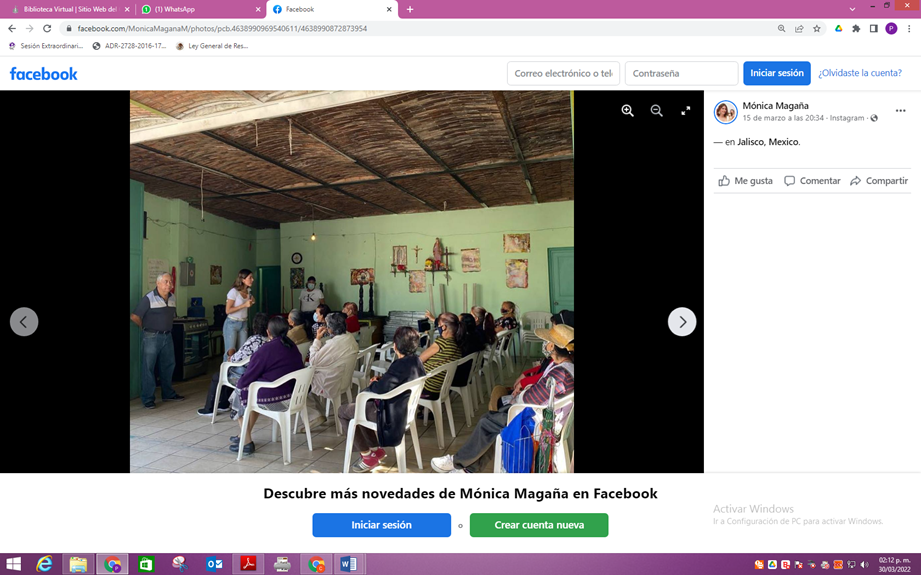 Biblioteca Virtual | Sitio Web del
(1) WhatsApp
Facebook
facebook.com/MonicaMaganaM/photos/pcb.4638990969540611/4638990872873954
Sesión Extraordinari...
ADR-2728-2016-17...
Ley General de Res...
facebook
Correo electrónico o tel
Contraseña
Iniciar sesión
¿Olvidaste la cuenta?
Mónica Magaña
15 de marzo a las 20:34 · Instagram ·
— en Jalisco, Mexico.
Me gusta
Comentar
Compartir
Descubre más novedades de Mónica Magaña en Facebook
Iniciar sesión
o
Crear cuenta nueva
Activar Windows
Ir a Configuración de PC para activar Windows.
02:12 p. m.
30/03/2022